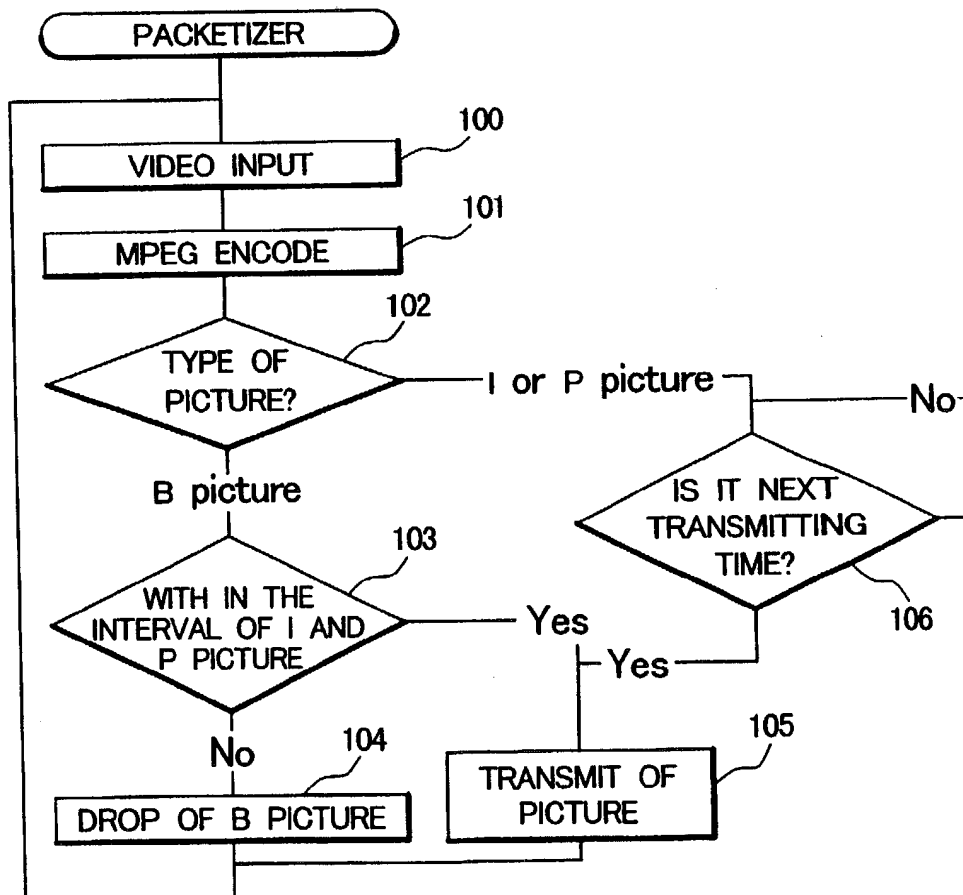 PACKETIZER
100
VIDEO INPUT
101
MPEG ENCODE
102
TYPE OF
PICTURE?
I or P picture
No
B picture
IS IT NEXT
TRANSMITTING
TIME?
106
103
WITH IN THE
INTERVAL OF I AND
P PICTURE
Yes
Yes
No
104
DROP OF B PICTURE
105
TRANSMIT OF
PICTURE